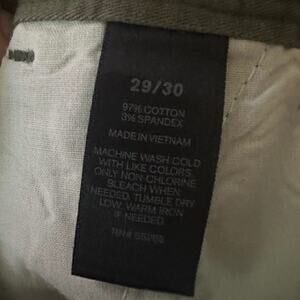 29/30
97% COTTON
3% SPANDEX
MADE IN VIETNAM
MACHINE WASH COLD
WITH LIKE COLORS.
ONLY NON-CHLORINE
BLEACH WHEN
NEEDED. TUMBLE DRY
LOW. WARM IRON
IF NEEDED.